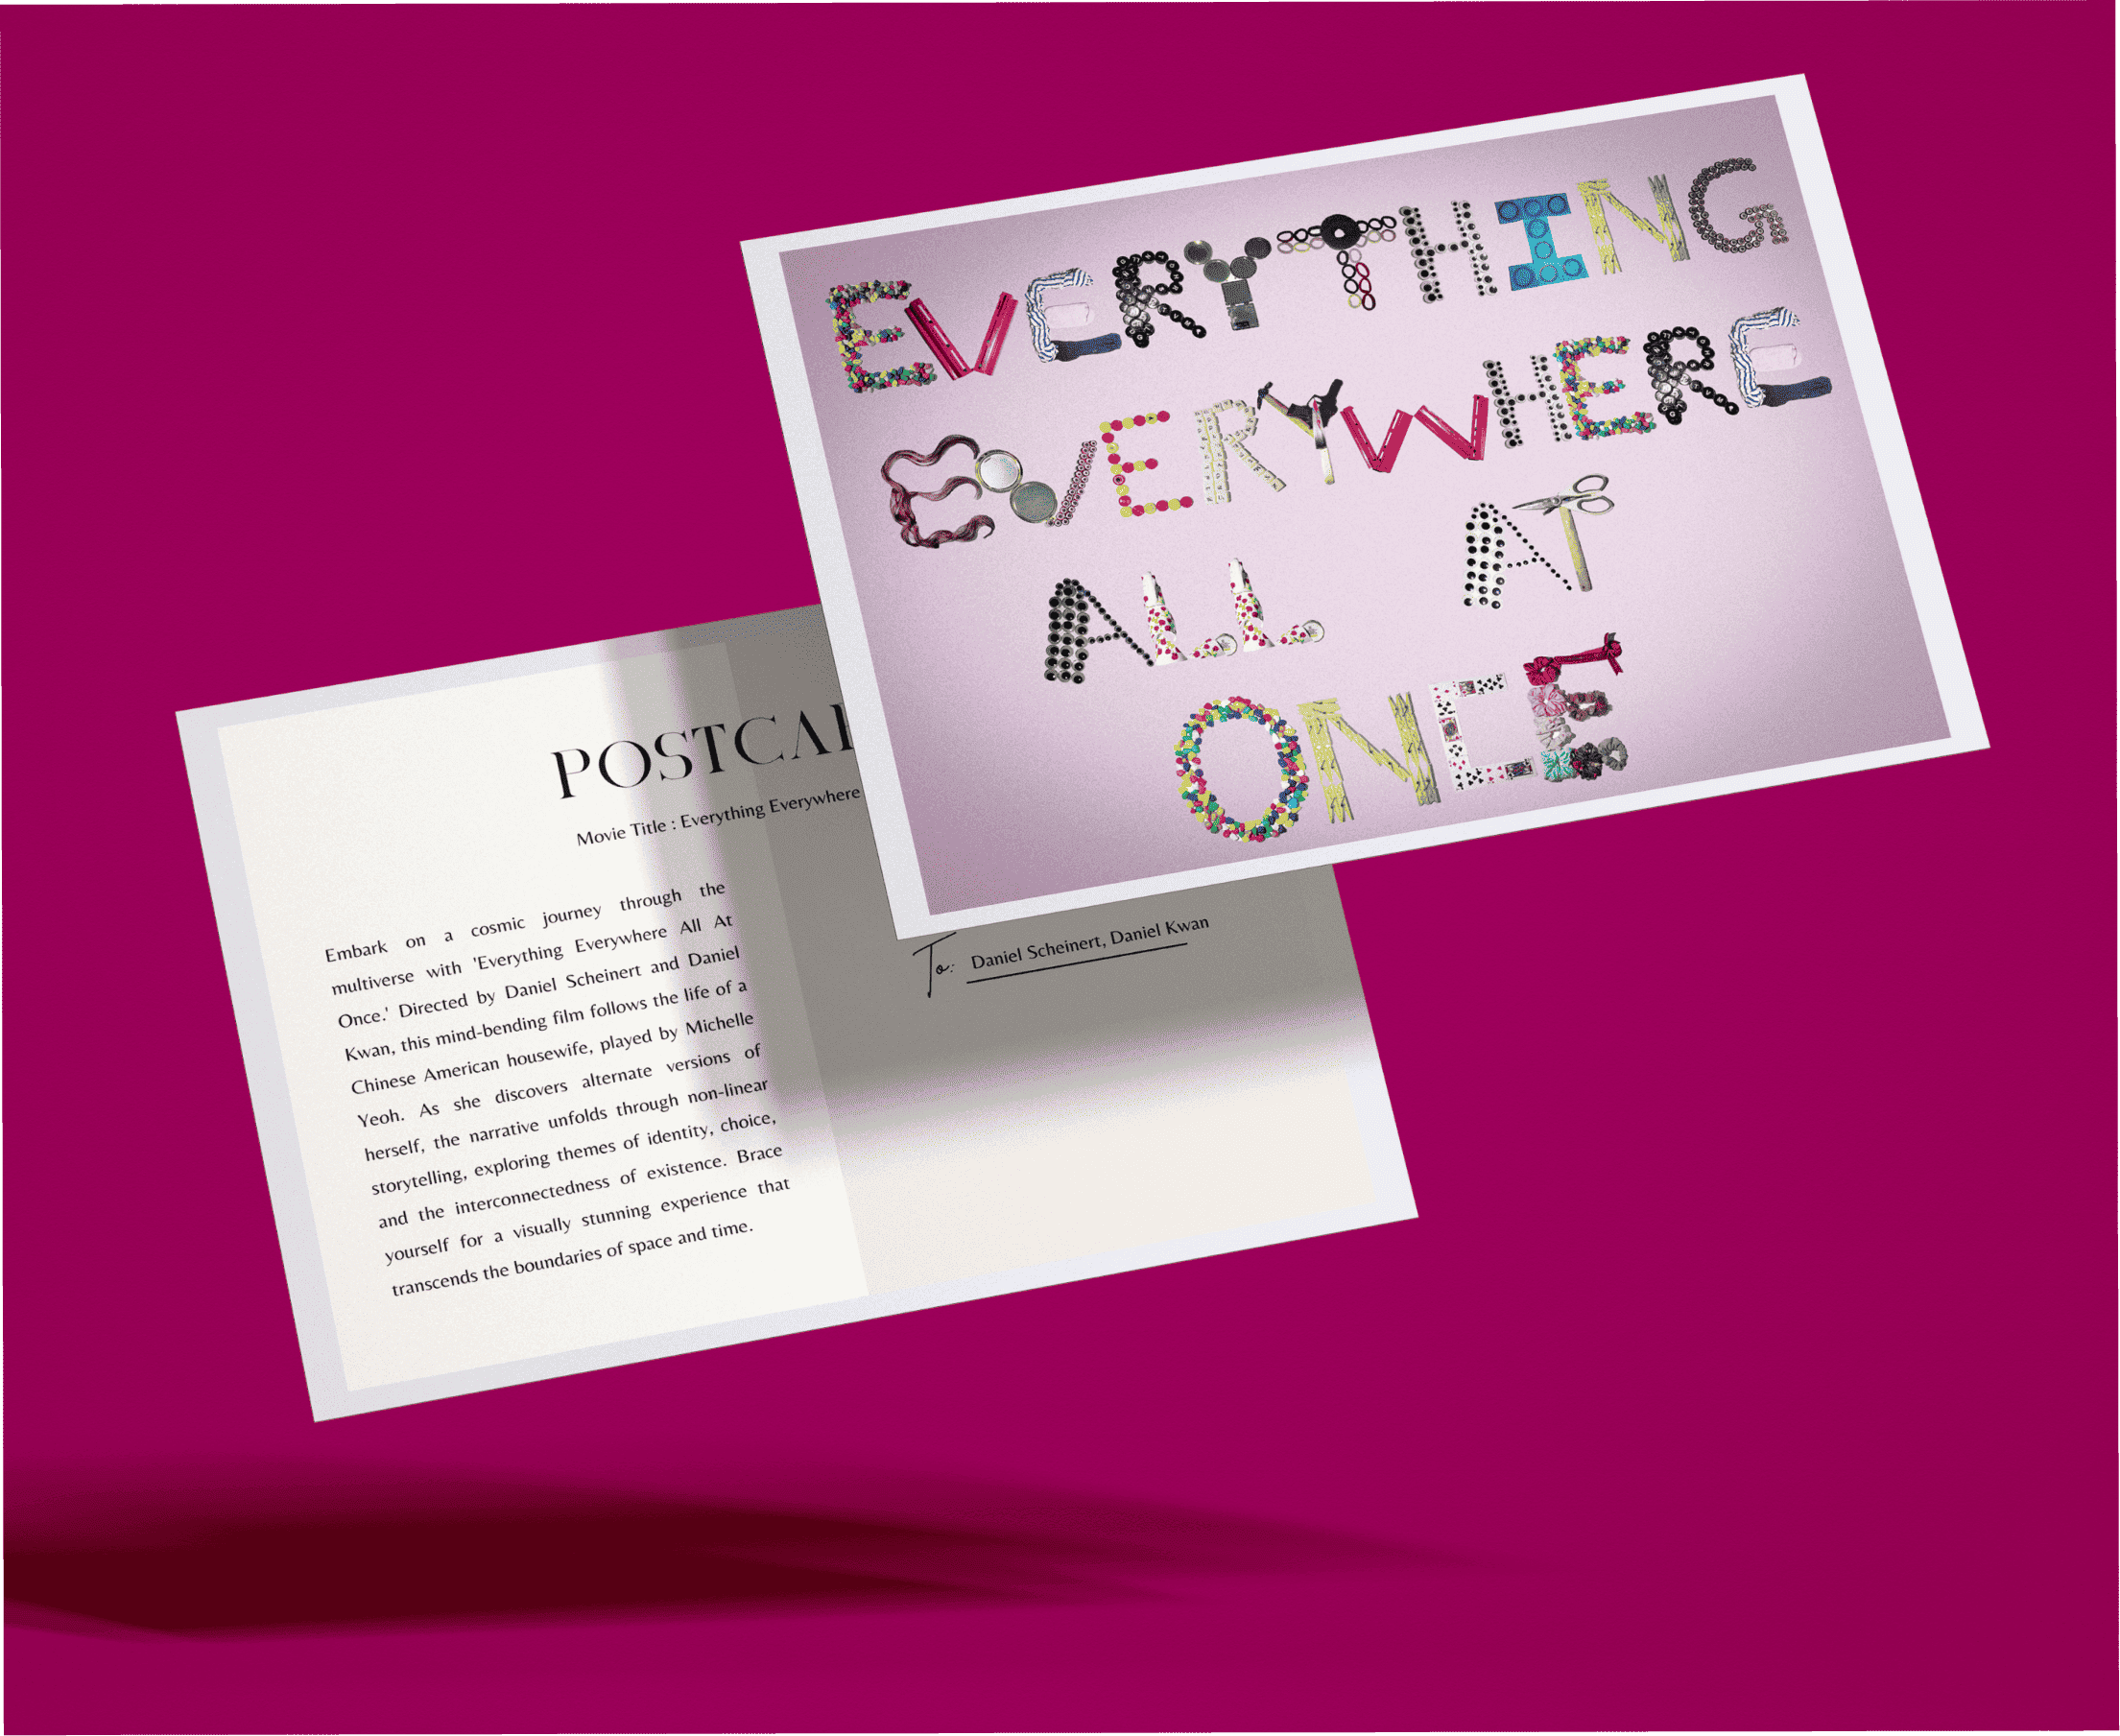 EVERYTHING
EVERYWHERE
ALL AT
ONCE
POSTCA
Movie Title : Everything Everywhere
Embark on a cosmic journey through the
multiverse with 'Everything Everywhere All At
Once.' Directed by Daniel Scheinert and Daniel
Kwan, this mind-bending film follows the life of a
Chinese American housewife, played by Michelle
Yeoh. As she discovers alternate versions of
herself, the narrative unfolds through non-linear
storytelling, exploring themes of identity, choice,
and the interconnectedness of existence. Brace
yourself for a visually stunning experience that
transcends the boundaries of space and time.
To: Daniel Scheinert, Daniel Kwan